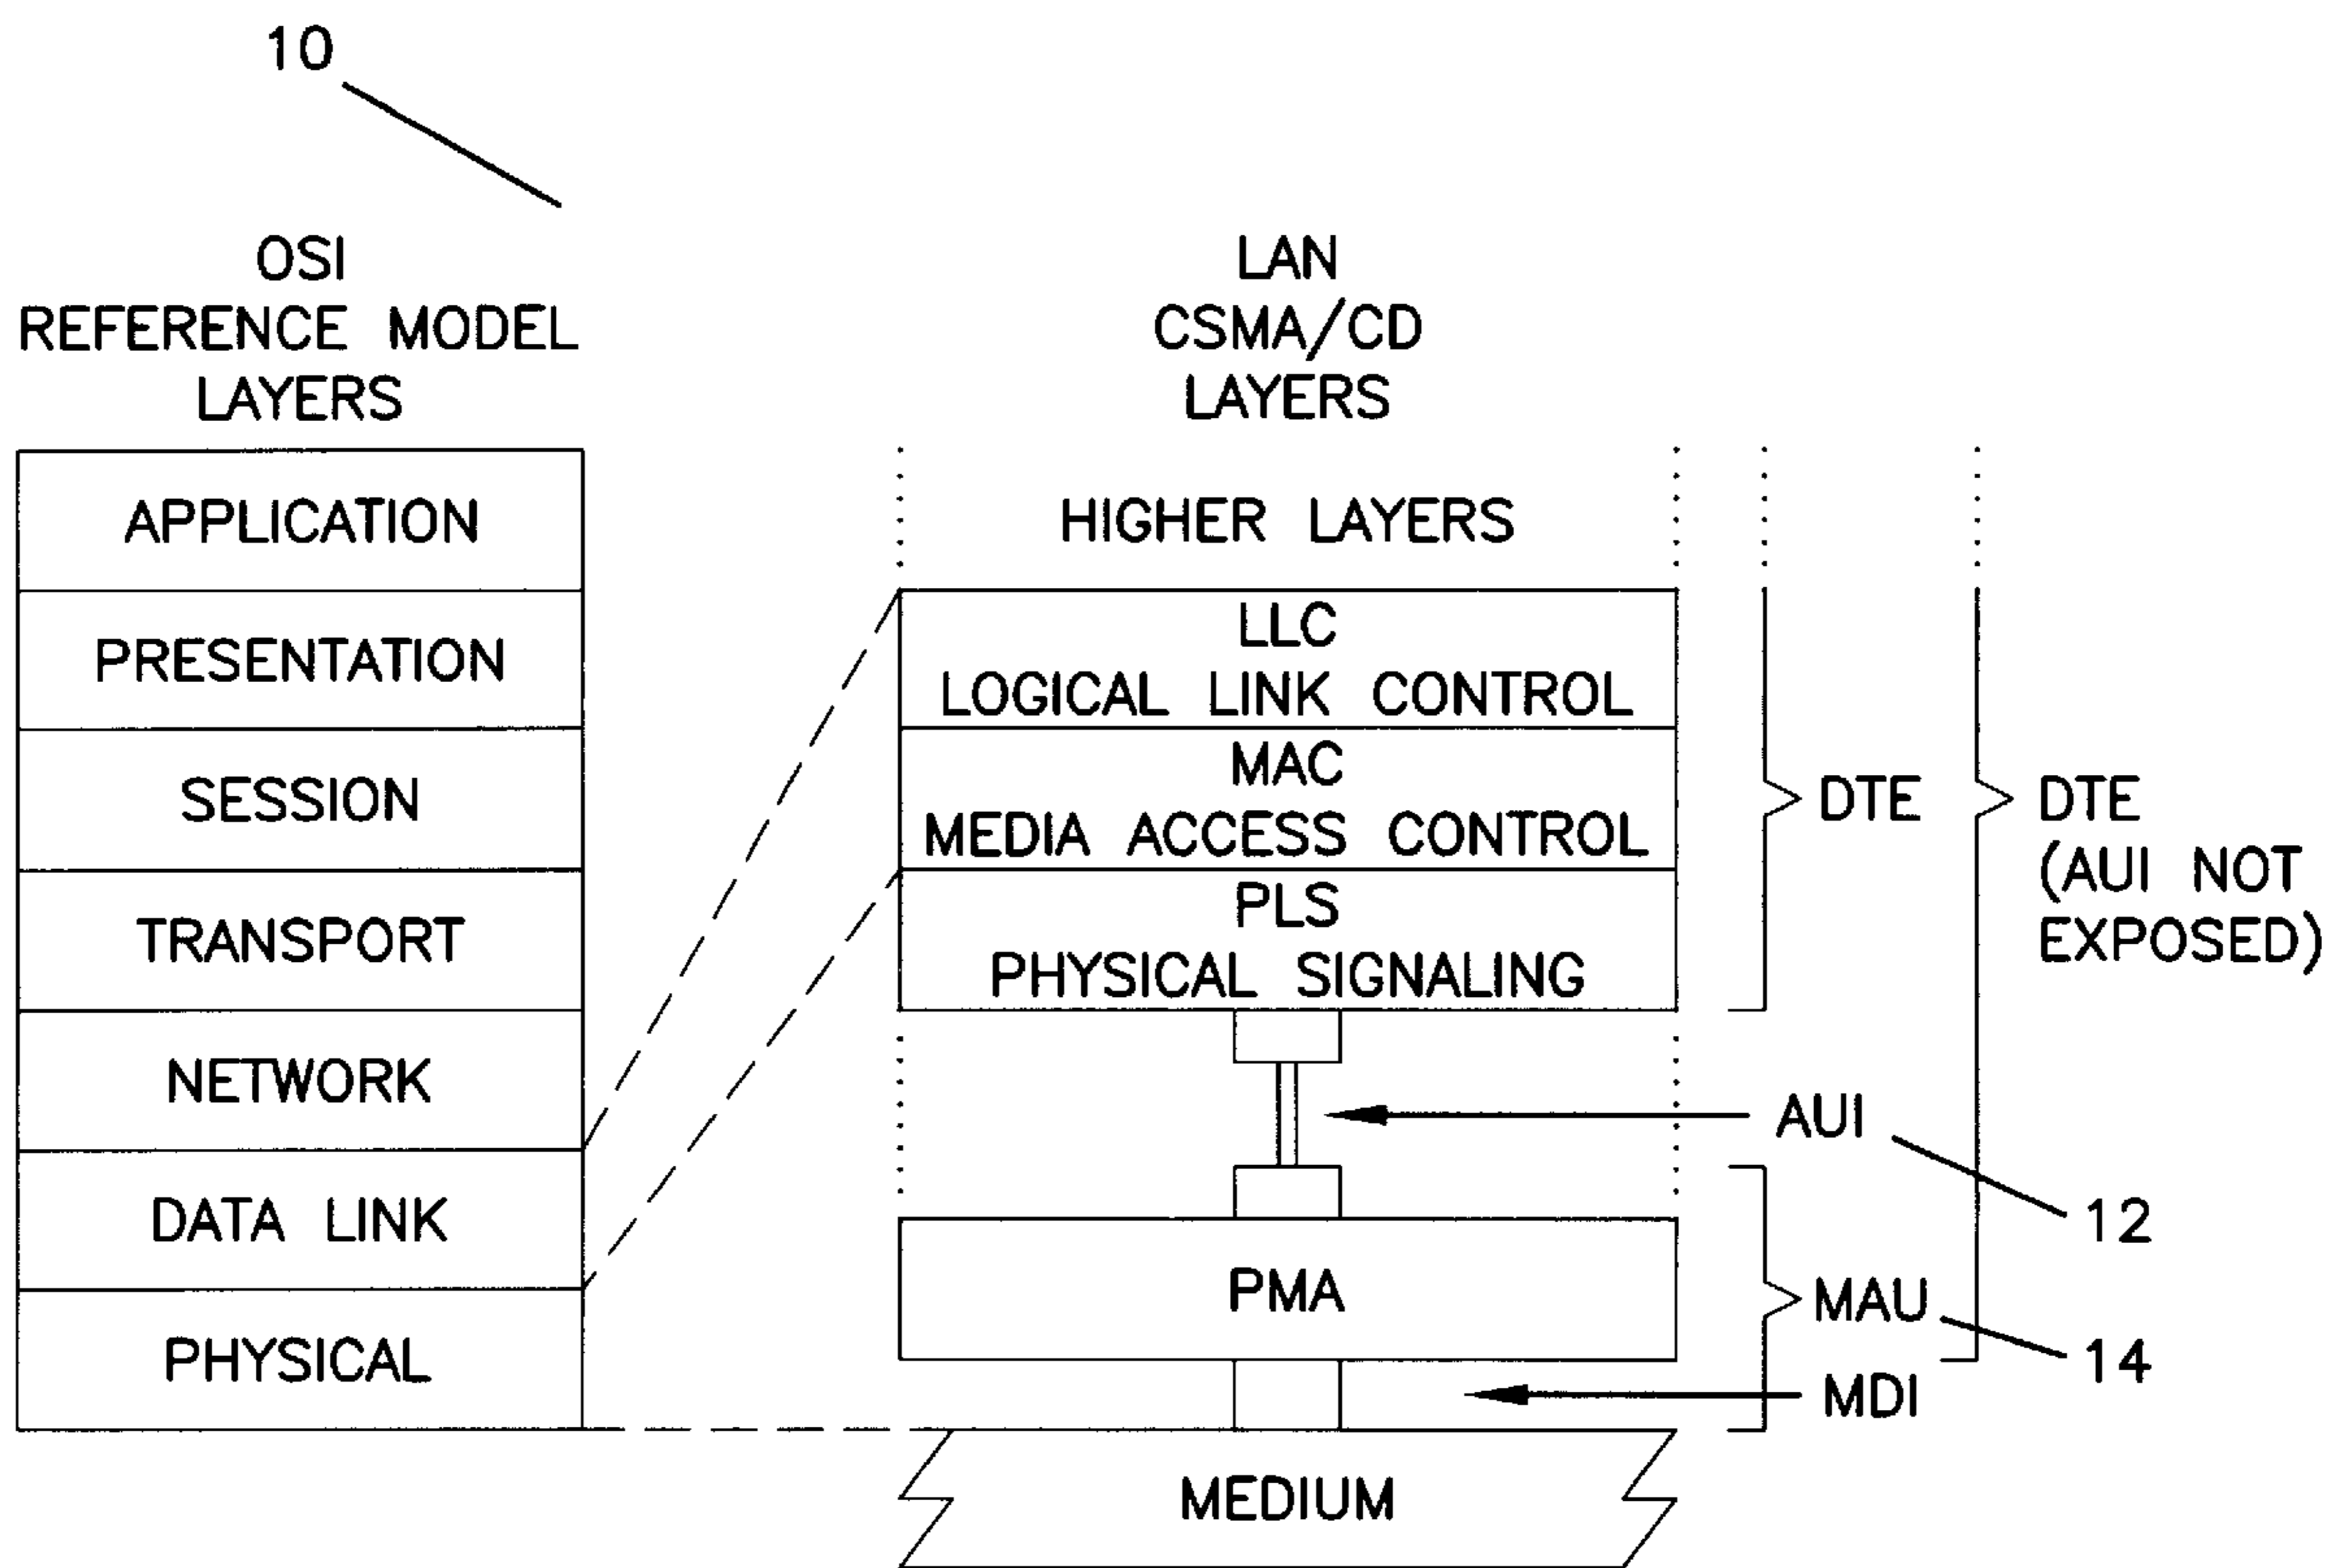 10
OSI
REFERENCE MODEL
LAYERS
APPLICATION
PRESENTATION
SESSION
TRANSPORT
NETWORK
DATA LINK
PHYSICAL
LAN
CSMA/CD
LAYERS
HIGHER LAYERS
LLC
LOGICAL LINK CONTROL
MAC
MEDIA ACCESS CONTROL
PLS
PHYSICAL SIGNALING
PMA
MEDIUM
DTE
DTE
(AUI NOT
EXPOSED)
AUI
12
MAU
14
MDI